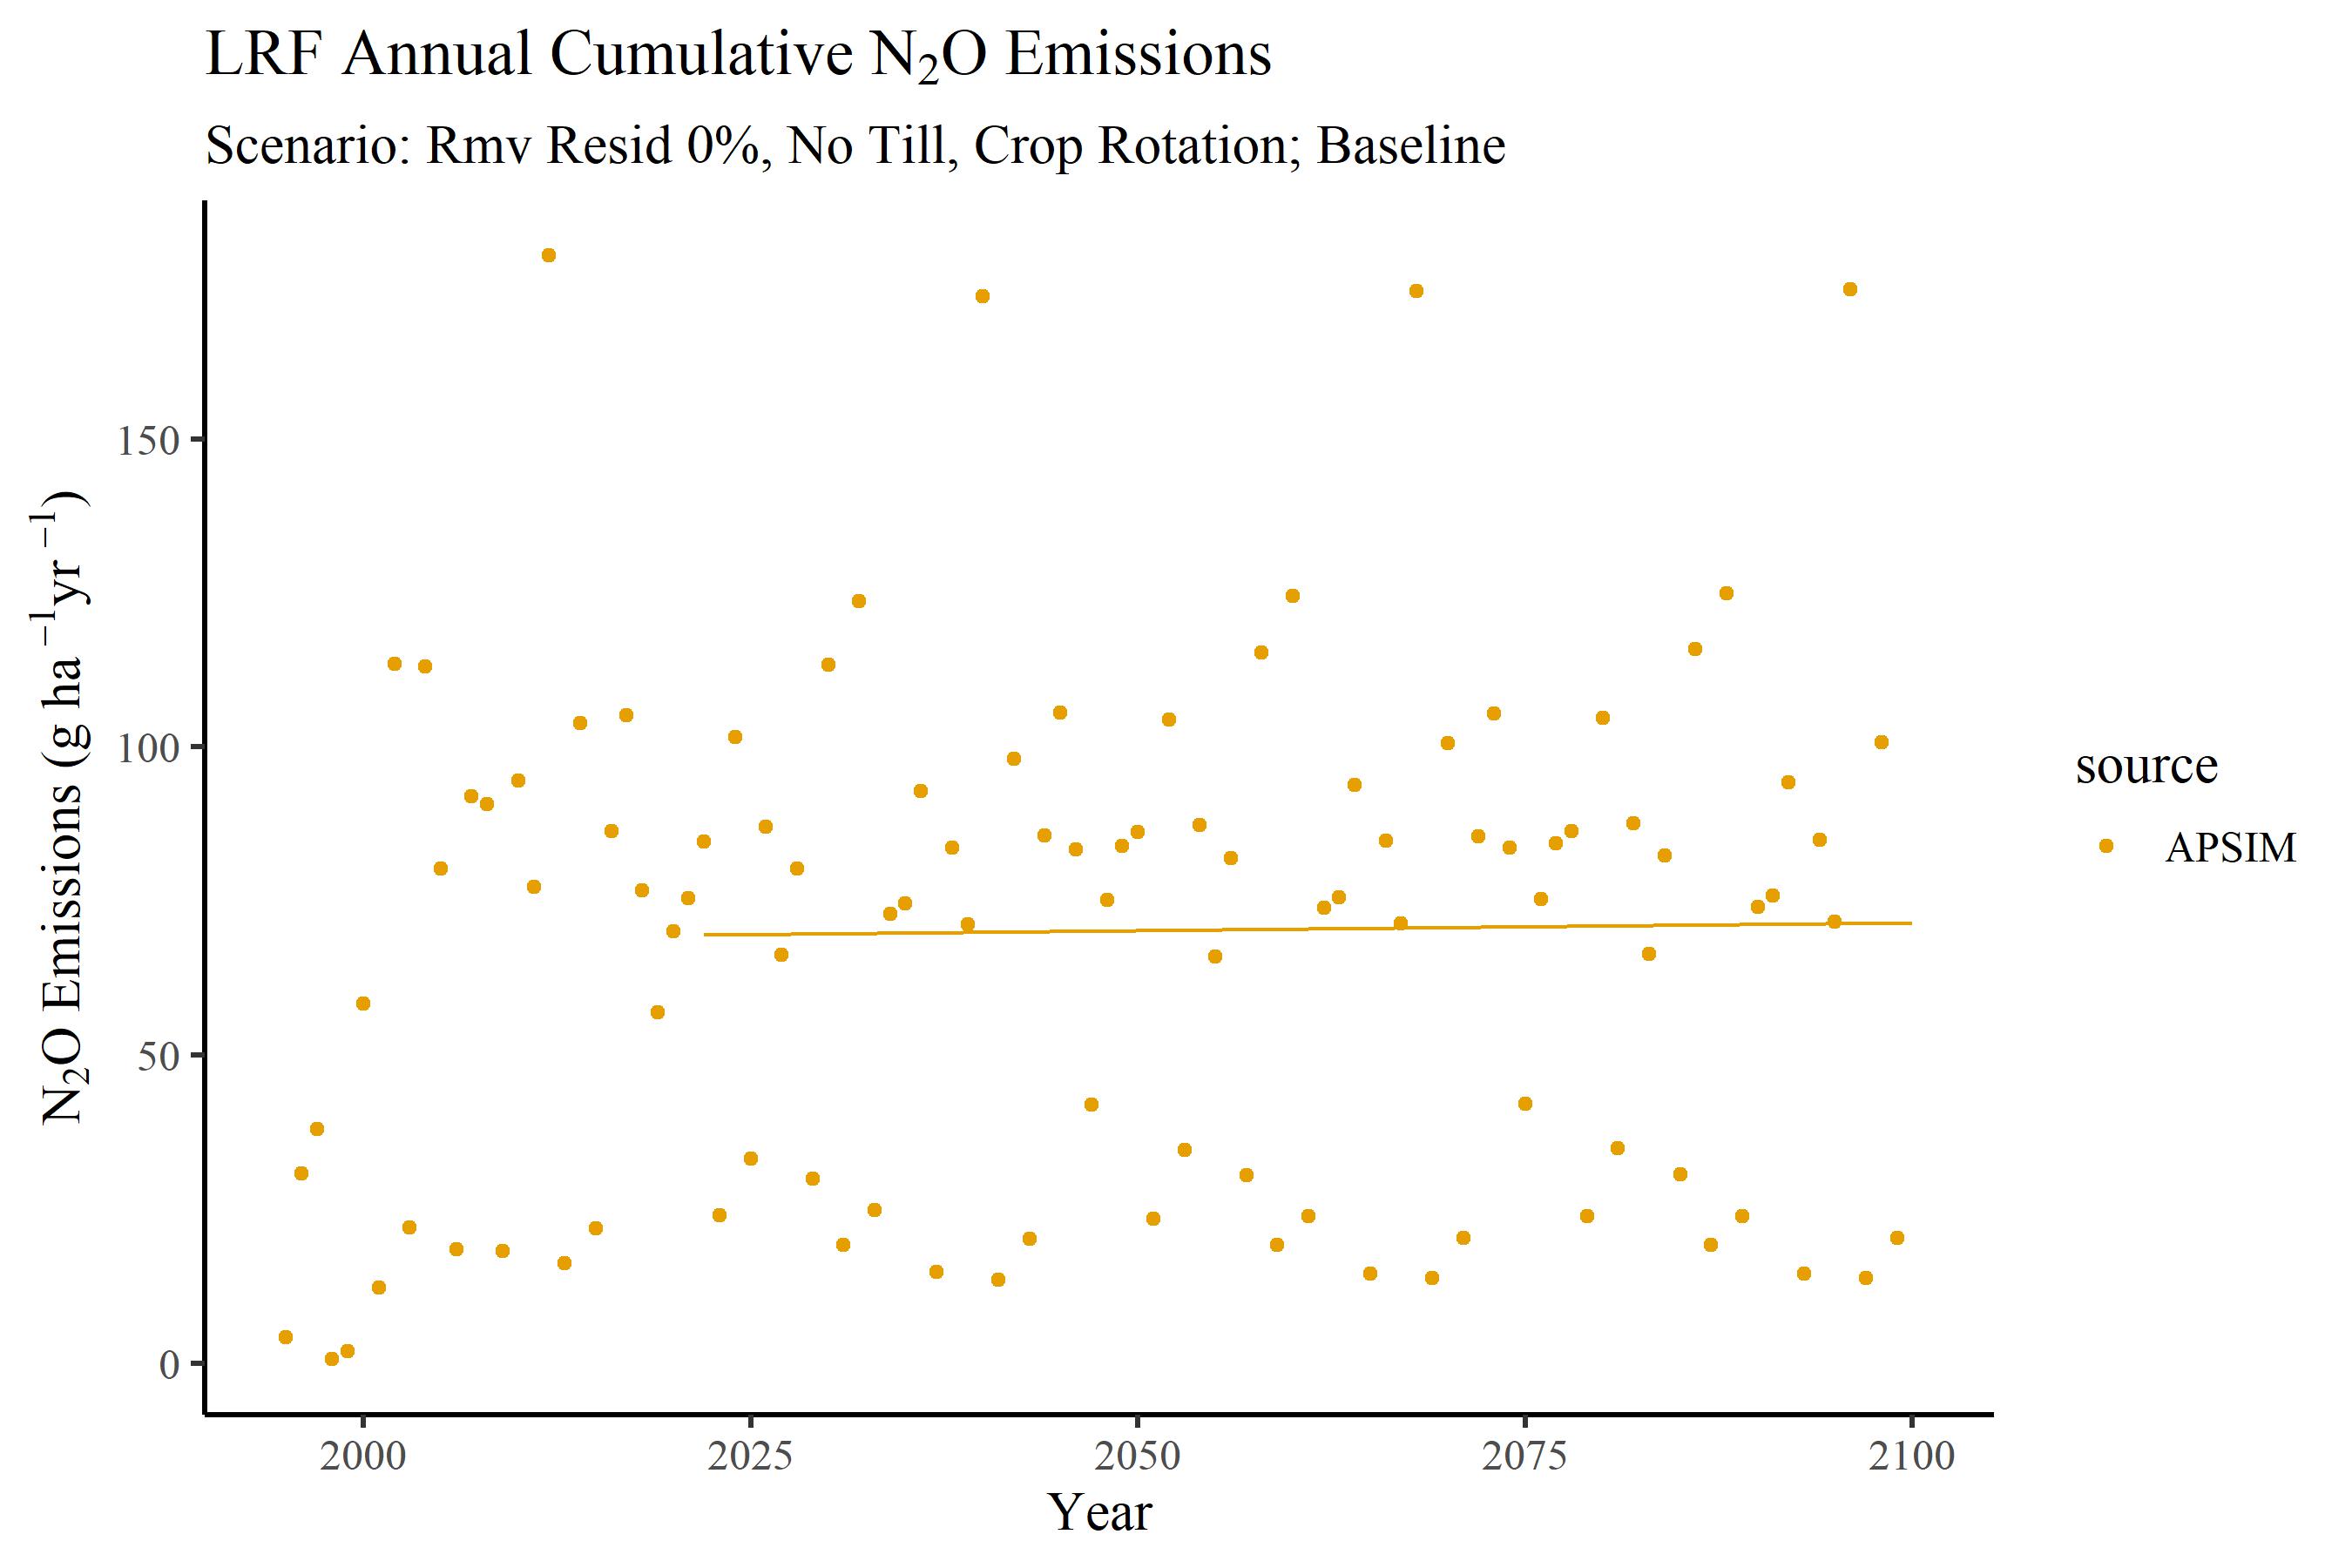 LRF Annual Cumulative N₂O Emissions
Scenario: Rmv Resid 0%, No Till, Crop Rotation; Baseline
N₂O Emissions (g ha ⁻¹yr ⁻¹)
150
100
50
0
2000 2025 2050 2075 2100
Year
source
APSIM